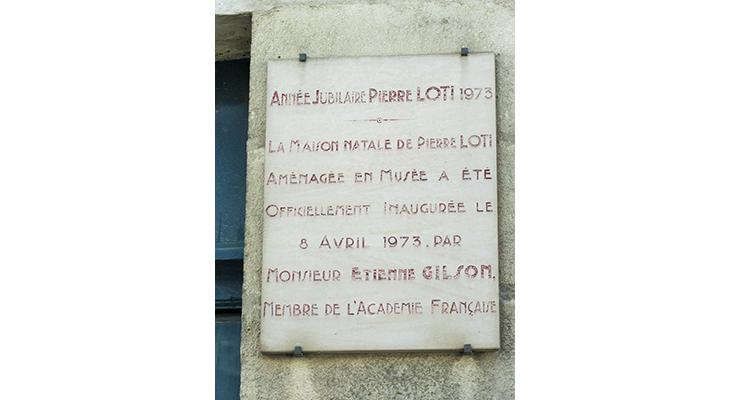 ANNÉE JUBILAIRE PIERRE LOTI 1973
LA MAISON NATALE DE PIERRE LOTI
AMÉNAGÉE EN MUSÉE A ÉTÉ
OFFICIELLEMENT INAUGURÉE LE
8 AVRIL 1973, PAR
MONSIEUR ETIENNE GILSON,
MEMBRE DE L'ACADEMIE FRANÇAISE